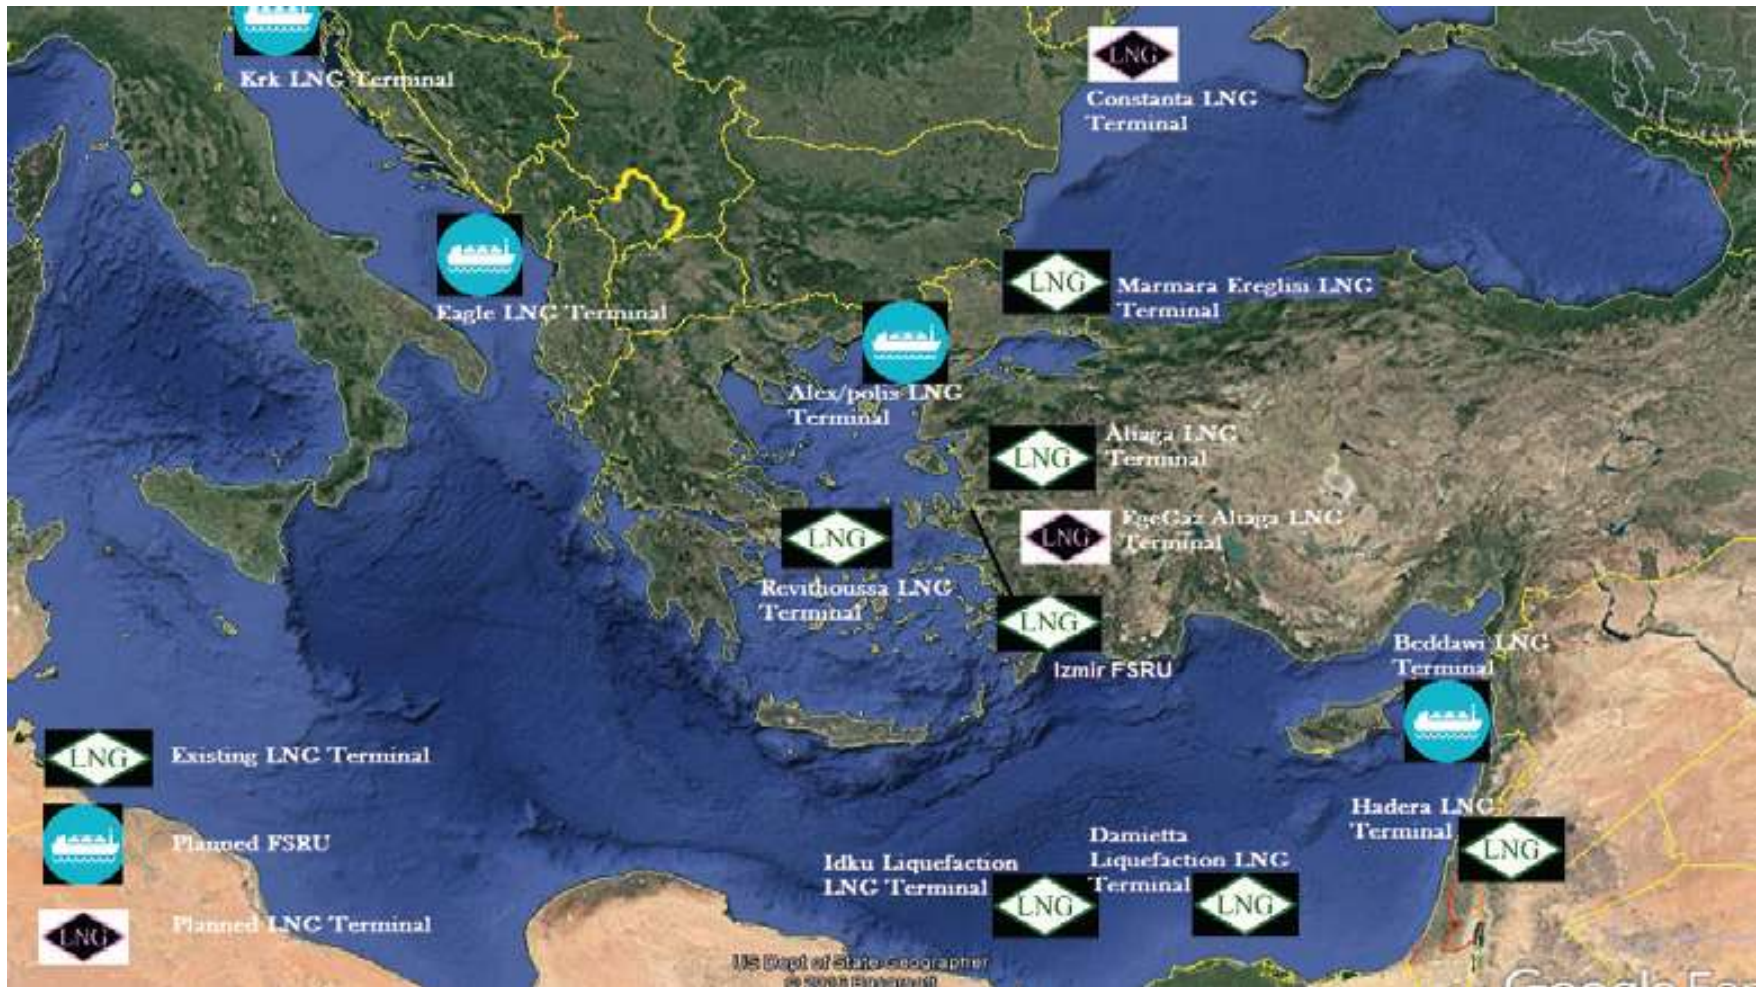 Krk LNG Terminal
LNG
Constanta LNG
Terminal
Eagle LNG Terminal
LNG
Marmara Ereglisi LNG
Terminal
Alex/polis LNG
Terminal
LNG
Aliaga LNG
Terminal
LNG
Revithoussa LNG
Terminal
LNG
EgeGaz Aliaga LNG
Terminal
LNG
Izmir FSRU
Beddawi LNG
Terminal
LNG
Existing LNG Terminal
Planned FSRU
LNG
Planned LNG Terminal
Idku Liquefaction
LNG Terminal
LNG
Damietta
Liquefaction LNG
Terminal
LNG
Hadera LNG
Terminal
LNG
US Dept of State Geographer
Google